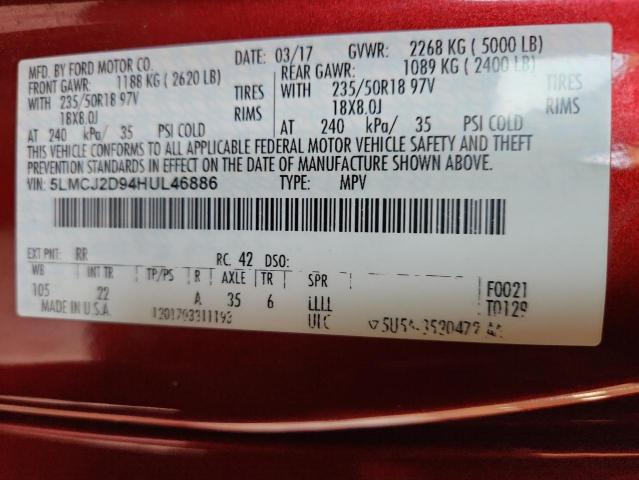 MFD. BY FORD MOTOR CO. DATE: 03/17 GVWR: 2268 KG ( 5000 LB)
FRONT GAWR: 1188 KG ( 2620 LB) REAR GAWR: 1089 KG ( 2400 LB)
WITH 235/50R18 97V TIRES WITH 235/50R18 97V TIRES
18X8.0J RIMS 18X8.0J RIMS
AT 240 kPa/ 35 PSI COLD AT 240 kPa/ 35 PSI COLD
THIS VEHICLE CONFORMS TO ALL APPLICABLE FEDERAL MOTOR VEHICLE SAFETY AND THEFT
PREVENTION STANDARDS IN EFFECT ON THE DATE OF MANUFACTURE SHOWN ABOVE.
VIN: 5LMCJ2D94HUL46886 TYPE: MPV
EXT PNT: RR RC: 42 DSO:
WB INT TR TP/PS R AXLE TR SPR F0021
105 22 A 35 6 T0129
MADE IN U.S.A. UTC